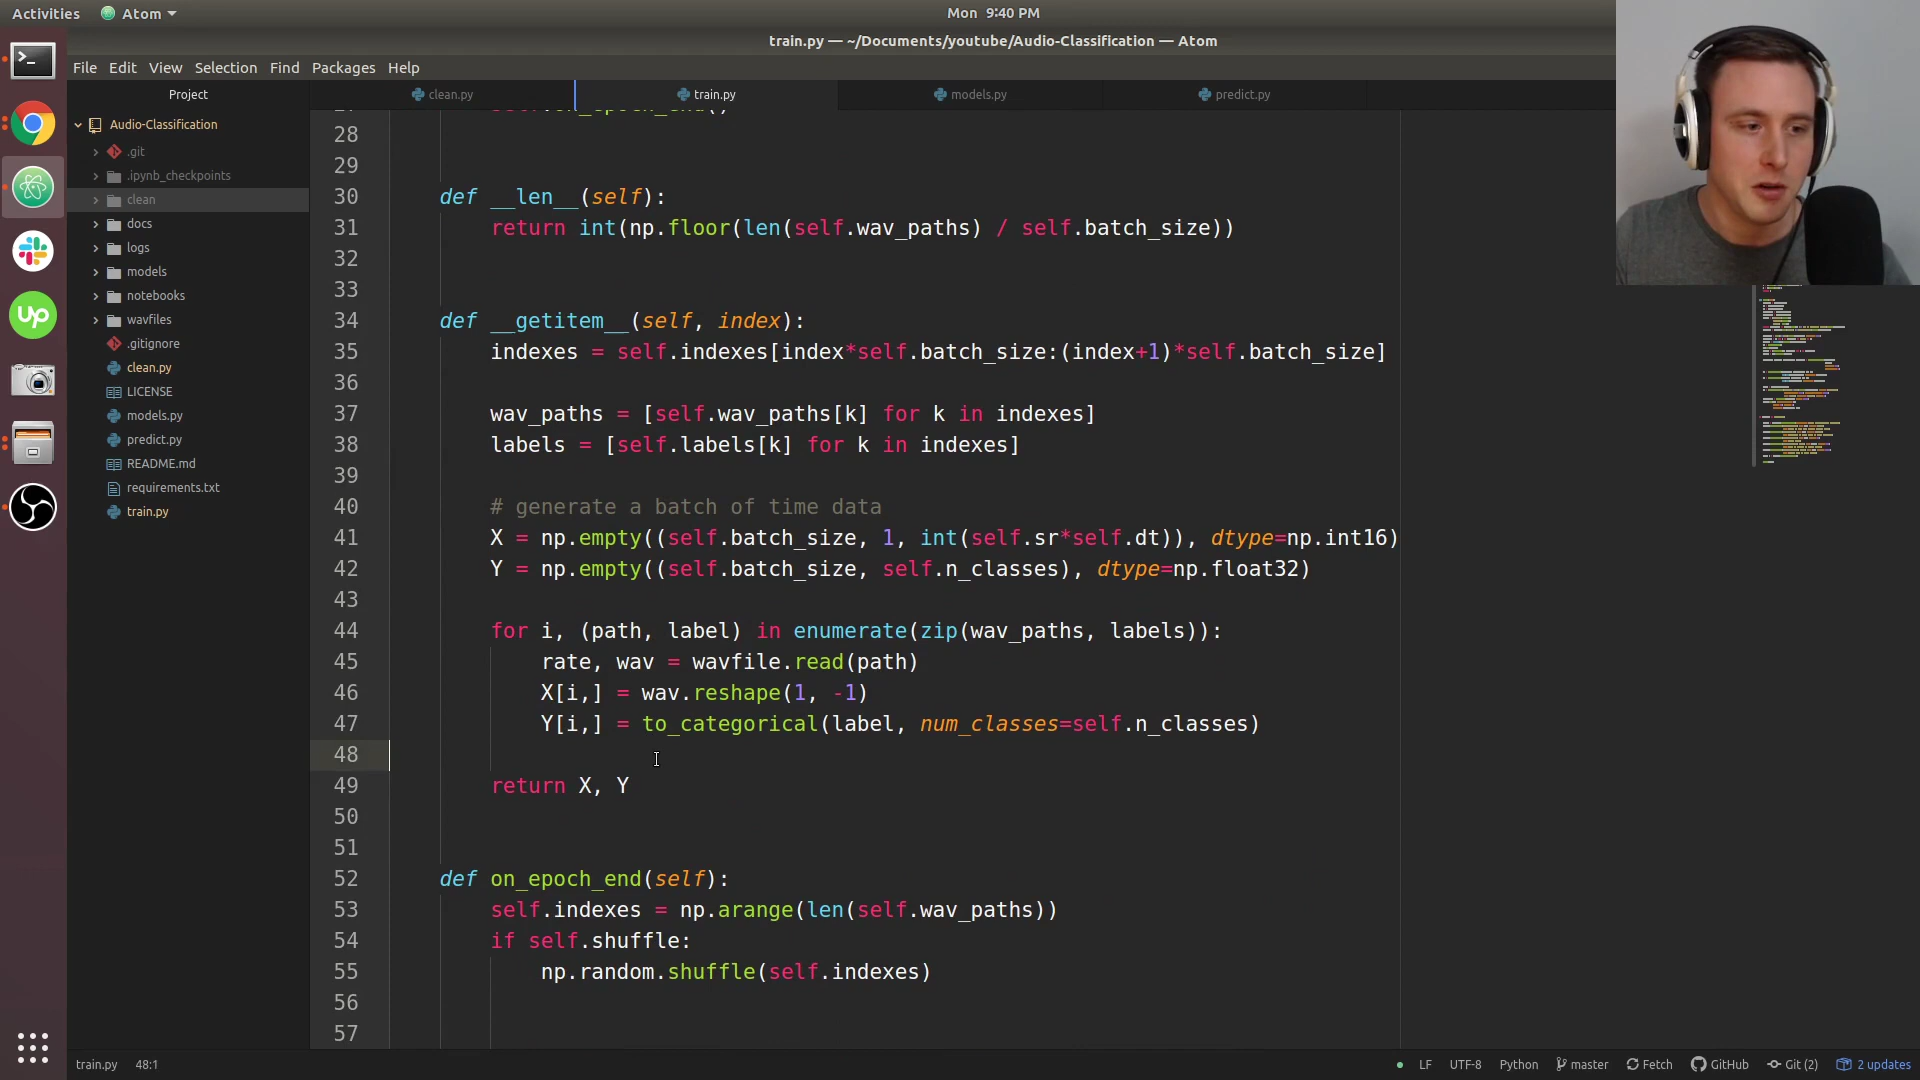 Activities
Atom
Mon 9:40 PM
train.py — ~/Documents/youtube/Audio-Classification — Atom
File Edit View Selection Find Packages Help
Project
clean.py
train.py
models.py
predict.py
Audio-Classification
.git
.ipynb_checkpoints
clean
docs
logs
models
notebooks
wavfiles
.gitignore
clean.py
LICENSE
models.py
predict.py
README.md
requirements.txt
train.py
28
29
30 def __len__(self):
31 return int(np.floor(len(self.wav_paths) / self.batch_size))
32
33
34 def __getitem__(self, index):
35 indexes = self.indexes[index*self.batch_size:(index+1)*self.batch_size]
36
37 wav_paths = [self.wav_paths[k] for k in indexes]
38 labels = [self.labels[k] for k in indexes]
39
40 # generate a batch of time data
41 X = np.empty((self.batch_size, 1, int(self.sr*self.dt)), dtype=np.int16)
42 Y = np.empty((self.batch_size, self.n_classes), dtype=np.float32)
43
44 for i, (path, label) in enumerate(zip(wav_paths, labels)):
45 rate, wav = wavfile.read(path)
46 X[i,] = wav.reshape(1, -1)
47 Y[i,] = to_categorical(label, num_classes=self.n_classes)
48
49 return X, Y
50
51
52 def on_epoch_end(self):
53 self.indexes = np.arange(len(self.wav_paths))
54 if self.shuffle:
55 np.random.shuffle(self.indexes)
56
57
up
train.py 48:1
LF UTF-8 Python master Fetch GitHub Git (2) 2 updates